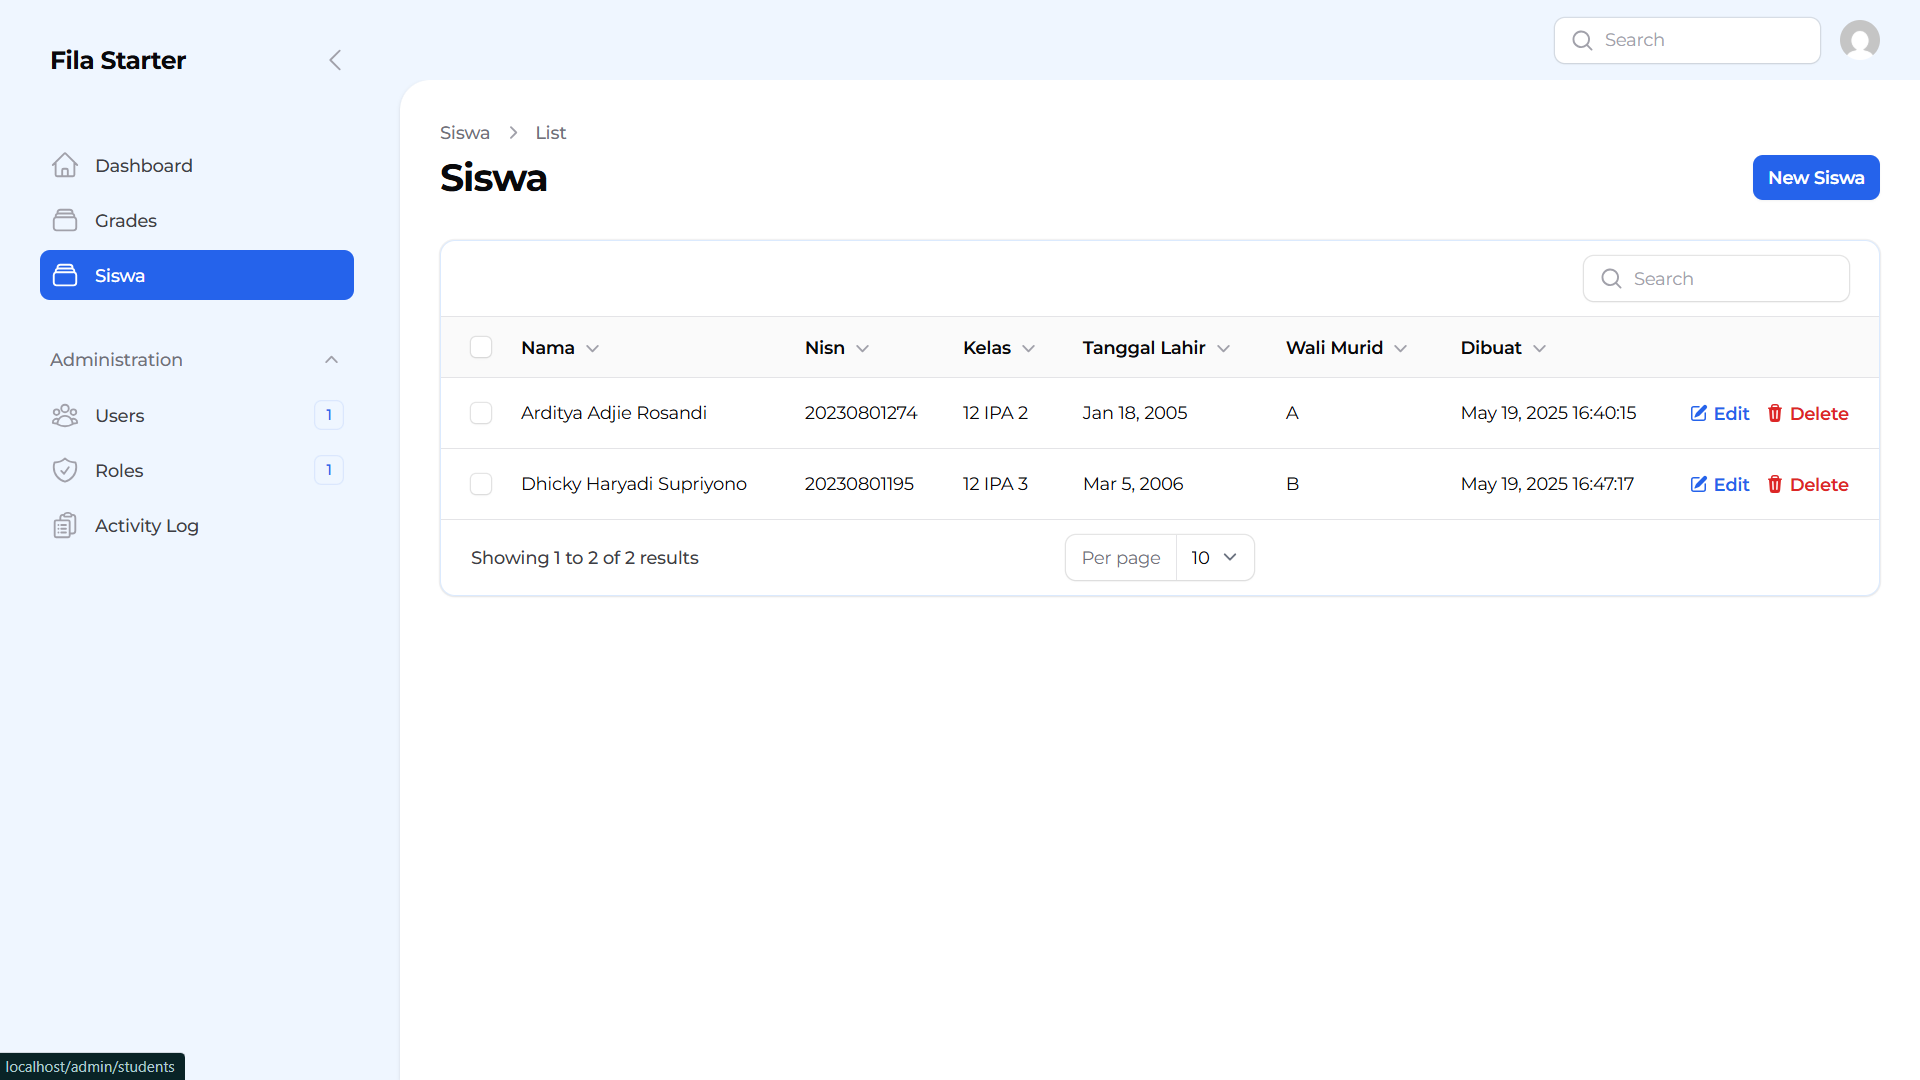 Fila Starter
Search
Dashboard
Grades
Siswa
Administration
Users 1
Roles 1
Activity Log
Siswa List
Siswa
New Siswa
Search
Nama Nisn Kelas Tanggal Lahir Wali Murid Dibuat
Arditya Adjie Rosandi 20230801274 12 IPA 2 Jan 18, 2005 A May 19, 2025 16:40:15 Edit Delete
Dhicky Haryadi Supriyono 20230801195 12 IPA 3 Mar 5, 2006 B May 19, 2025 16:47:17 Edit Delete
Showing 1 to 2 of 2 results Per page 10
localhost/admin/students